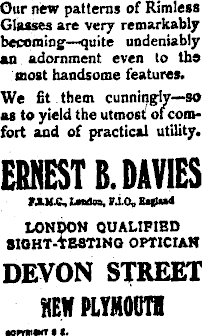 Our new patterns of Rimless
Glasses are very remarkably
becoming—quite undeniably
an adornment even to the
most handsome features.
We fit them cunningly—so
as to yield the utmost of com-
fort and of practical utility.
ERNEST B. DAVIES
F.S.M.C., London, F.I.O., England
LONDON QUALIFIED
SIGHT-TESTING OPTICIAN
DEVON STREET
NEW PLYMOUTH
COPYRIGHT